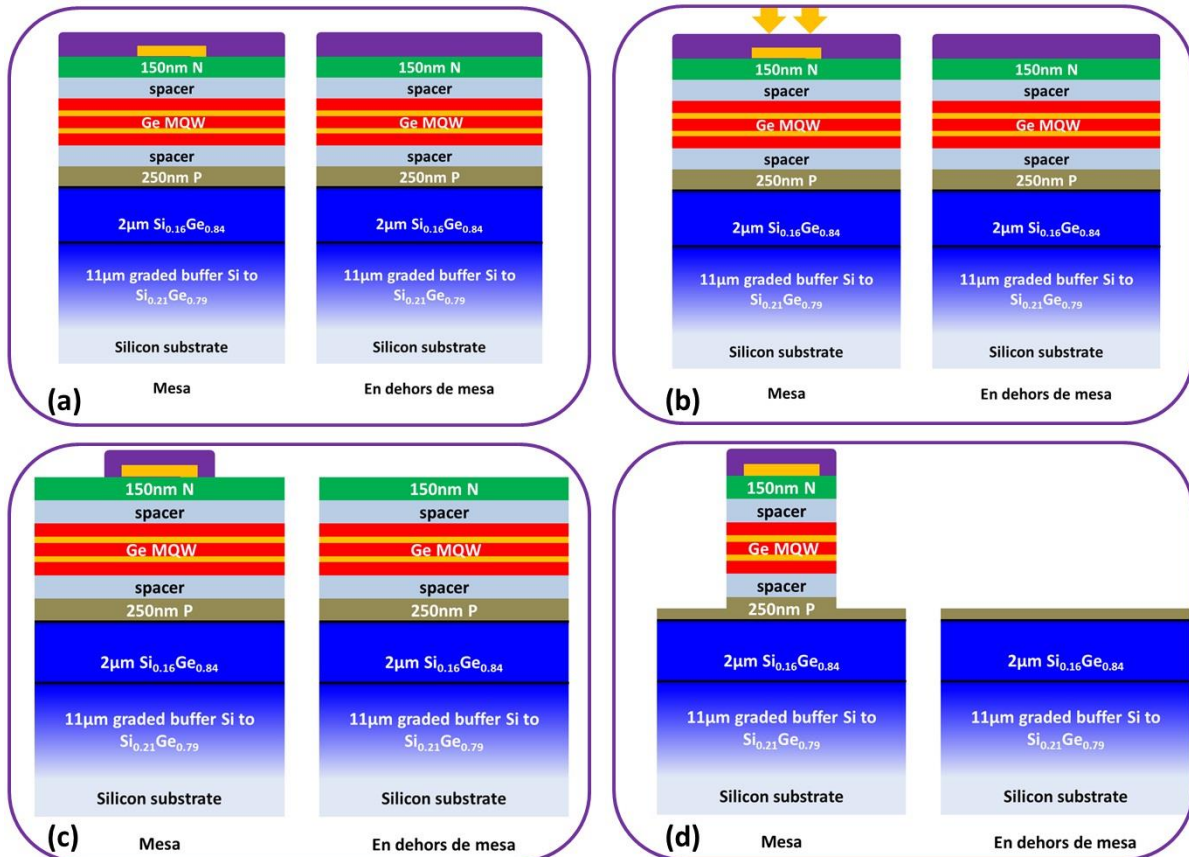 150nm N
spacer
Ge MQW
spacer
250nm P
2µm Si0.16Ge0.84
11µm graded buffer Si to
Si0.21Ge0.79
Silicon substrate
Mesa
150nm N
spacer
Ge MQW
spacer
250nm P
2µm Si0.16Ge0.84
11µm graded buffer Si to
Si0.21Ge0.79
Silicon substrate
En dehors de mesa
(a)
150nm N
spacer
Ge MQW
spacer
250nm P
2µm Si0.16Ge0.84
11µm graded buffer Si to
Si0.21Ge0.79
Silicon substrate
Mesa
150nm N
spacer
Ge MQW
spacer
250nm P
2µm Si0.16Ge0.84
11µm graded buffer Si to
Si0.21Ge0.79
Silicon substrate
En dehors de mesa
(b)
150nm N
spacer
Ge MQW
spacer
250nm P
2µm Si0.16Ge0.84
11µm graded buffer Si to
Si0.21Ge0.79
Silicon substrate
Mesa
150nm N
spacer
Ge MQW
spacer
250nm P
2µm Si0.16Ge0.84
11µm graded buffer Si to
Si0.21Ge0.79
Silicon substrate
En dehors de mesa
(c)
150nm N
spacer
Ge MQW
spacer
250nm P
2µm Si0.16Ge0.84
11µm graded buffer Si to
Si0.21Ge0.79
Silicon substrate
Mesa
2µm Si0.16Ge0.84
11µm graded buffer Si to
Si0.21Ge0.79
Silicon substrate
En dehors de mesa
(d)